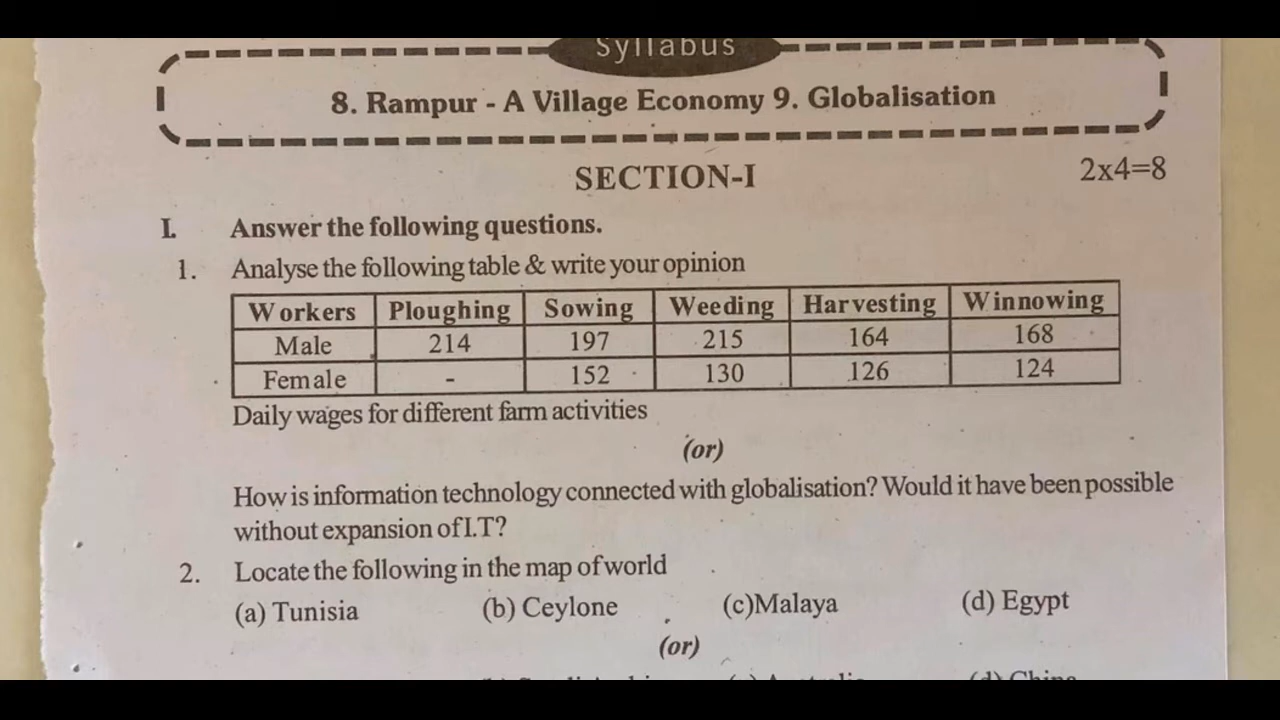 Syllabus
8. Rampur - A Village Economy 9. Globalisation
SECTION-I 2x4=8
I. Answer the following questions.
1. Analyse the following table & write your opinion
Workers Ploughing Sowing Weeding Harvesting Winnowing
Male 214 197 215 164 168
Female - 152 130 126 124
Daily wages for different farm activities
(or)
How is information technology connected with globalisation? Would it have been possible
without expansion of I.T?
2. Locate the following in the map of world
(a) Tunisia (b) Ceylone (c)Malaya (d) Egypt
(or)
(d) China